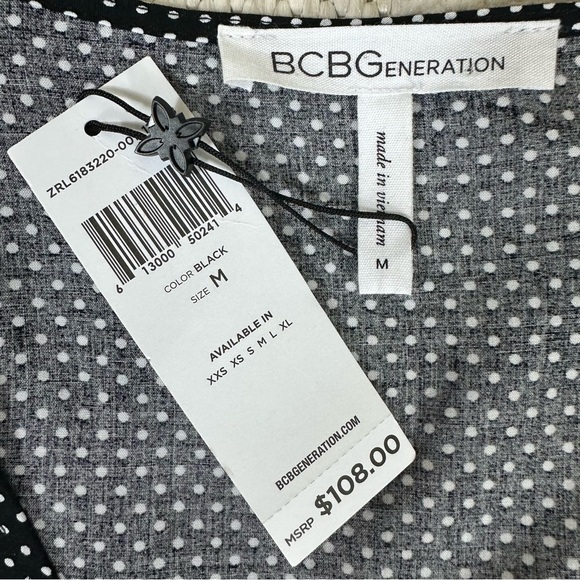 BCBGENERATION
made in vietnam
M
ZRL6183220-00
6 13000 50241 4
COLOR BLACK
SIZE M
AVAILABLE IN
XXS XS S M L XL
BCBGENERATION.COM
MSRP $108.00